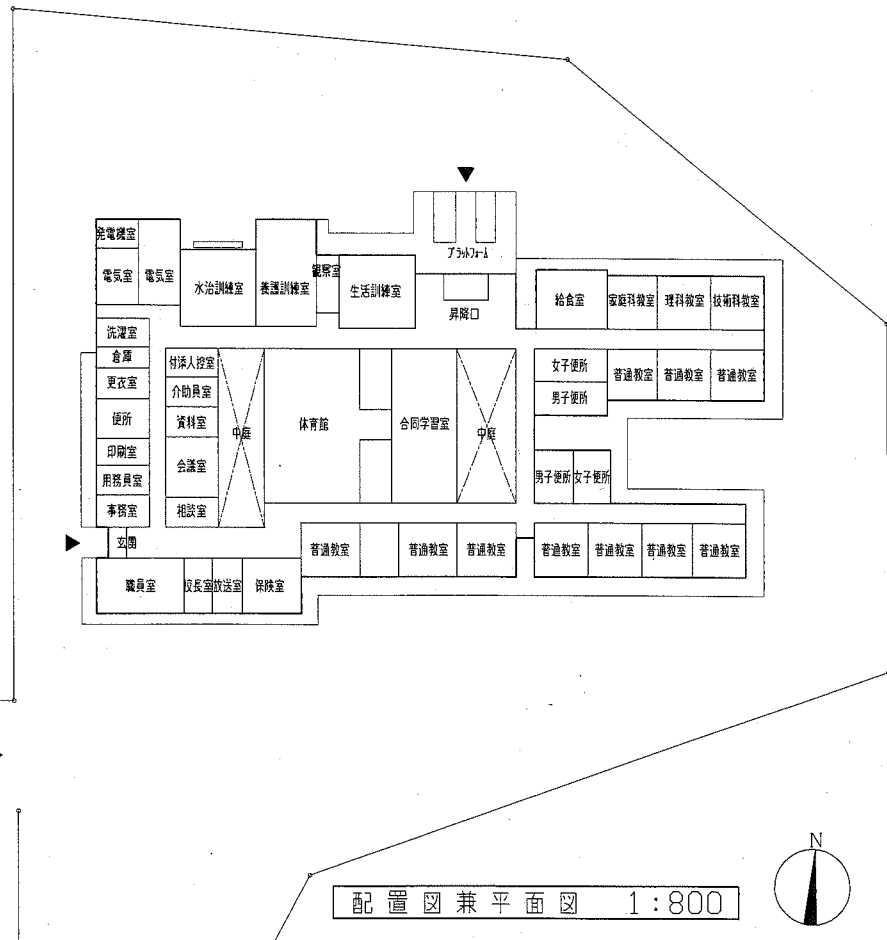 プラットフォーム
発電機室
電気室
電気室
水治訓練室
養護訓練室
観察室
生活訓練室
昇降口
給食室
家庭科教室
理科教室
技術科教室
洗濯室
倉庫
更衣室
便所
印刷室
用務員室
事務室
付添人控室
介助員室
資料室
会議室
相談室
中庭
体育館
合同学習室
中庭
女子便所
男子便所
普通教室
普通教室
普通教室
男子便所
女子便所
玄関
職員室
校長室
放送室
保険室
普通教室
普通教室
普通教室
普通教室
普通教室
普通教室
普通教室
N
配置図兼平面図 1:800